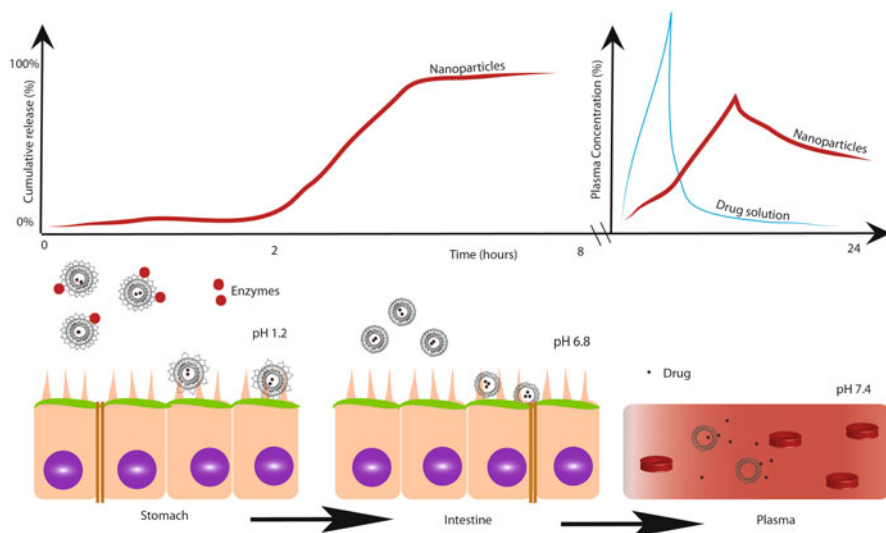 100%
Cumulative release (%)
0%
Nanoparticles
0
2
Time (hours)
8
Plasma Concentration (%)
Nanoparticles
Drug solution
24
Enzymes
pH 1.2
pH 6.8
Drug
pH 7.4
Stomach
Intestine
Plasma